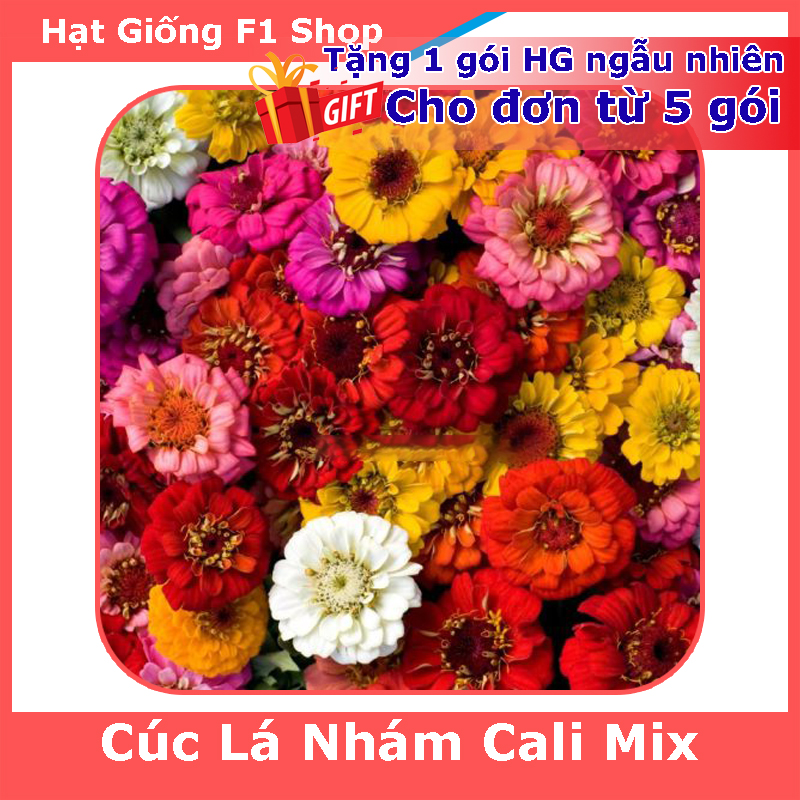 Hạt Giống F1 Shop
Tặng 1 gói HG ngẫu nhiên
GIFT
Cho đơn từ 5 gói
Cúc Lá Nhám Cali Mix